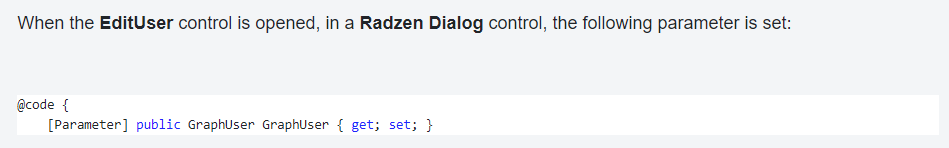 When the EditUser control is opened, in a Radzen Dialog control, the following parameter is set:
@code {
    [Parameter] public GraphUser GraphUser { get; set; }